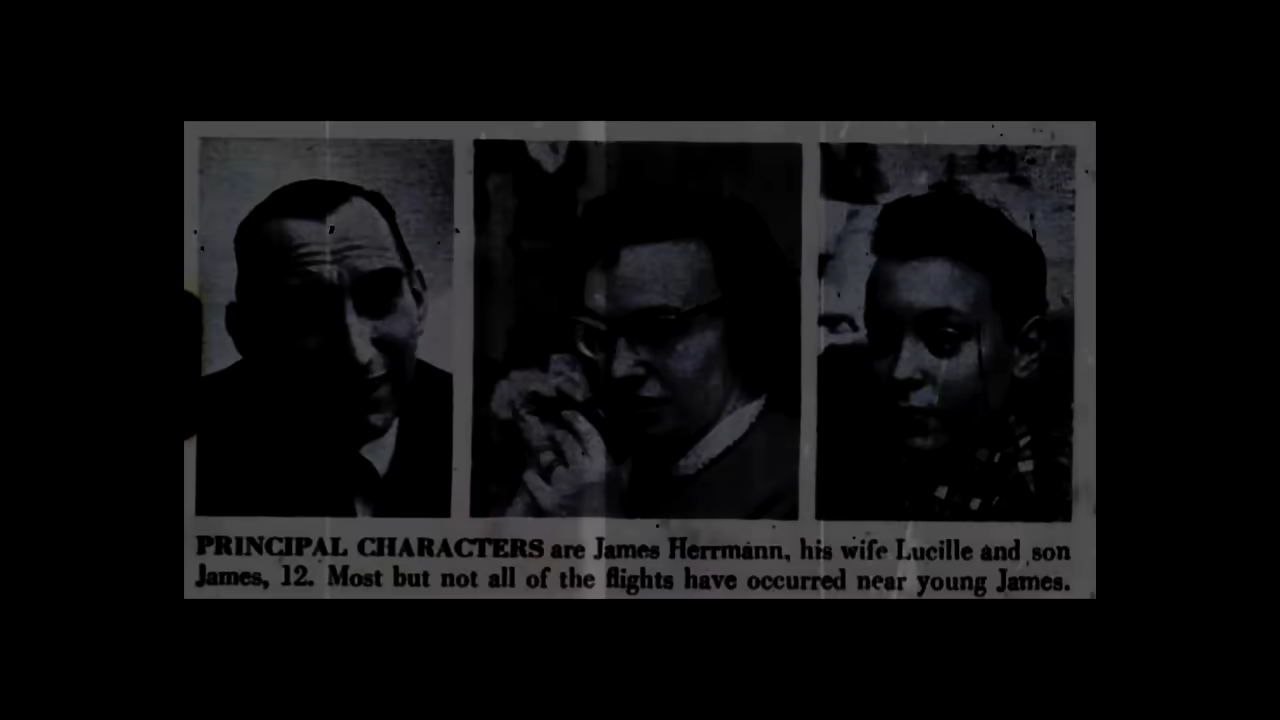 PRINCIPAL CHARACTERS are James Herrmann, his wife Lucille and son
James, 12. Most but not all of the flights have occurred near young James.